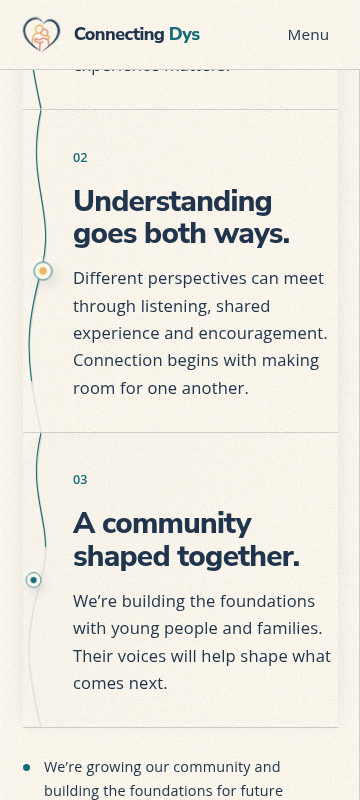 Connecting Dys
Menu
experience matters.
02
Understanding
goes both ways.
Different perspectives can meet
through listening, shared
experience and encouragement.
Connection begins with making
room for one another.
03
A community
shaped together.
We’re building the foundations
with young people and families.
Their voices will help shape what
comes next.
We’re growing our community and
building the foundations for future